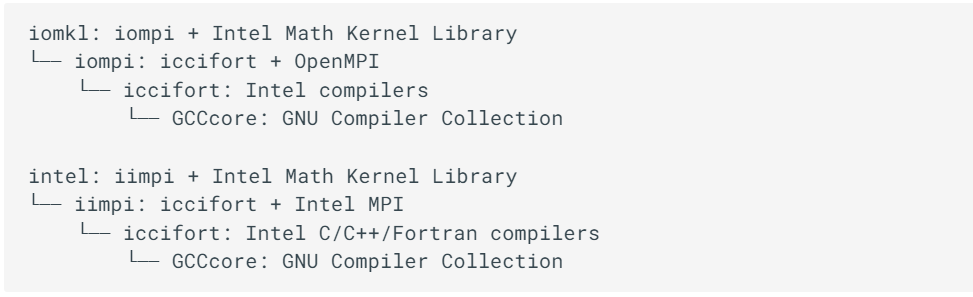 iomkl: iompi + Intel Math Kernel Library
└── iompi: iccifort + OpenMPI
    └── iccifort: Intel compilers
        └── GCCcore: GNU Compiler Collection

intel: iimpi + Intel Math Kernel Library
└── iimpi: iccifort + Intel MPI
    └── iccifort: Intel C/C++/Fortran compilers
        └── GCCcore: GNU Compiler Collection